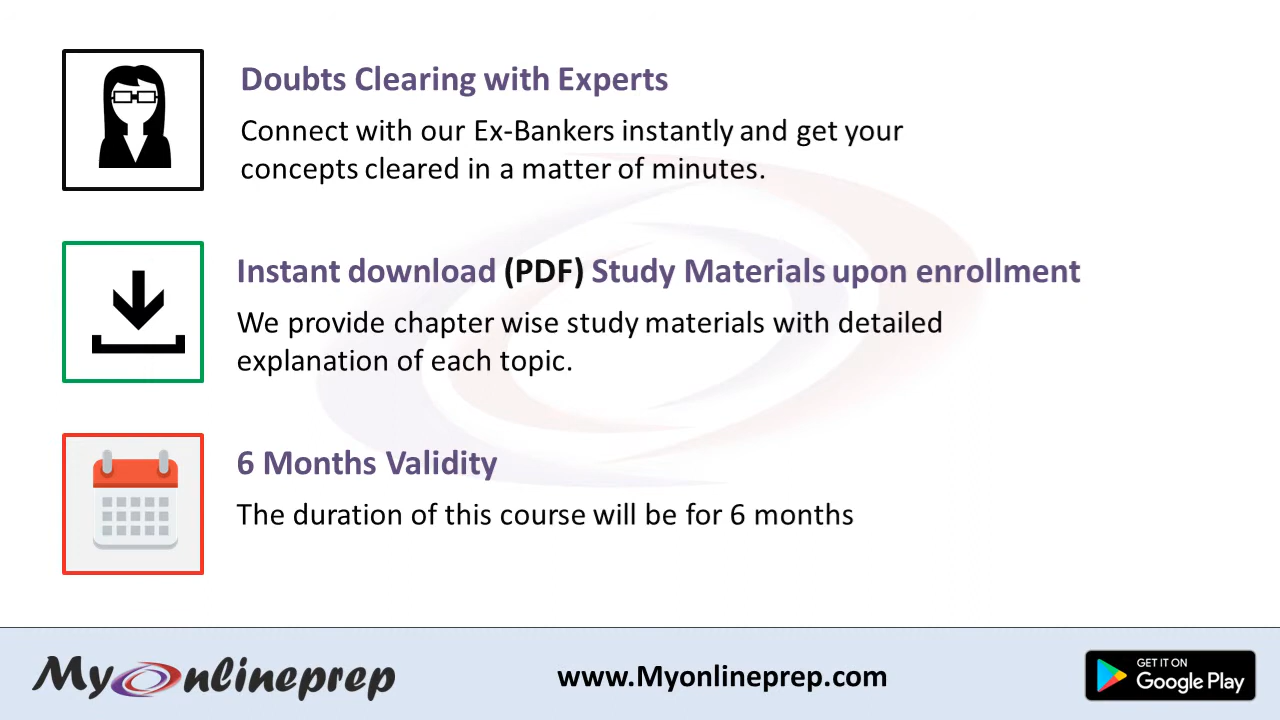 Doubts Clearing with Experts
Connect with our Ex-Bankers instantly and get your
concepts cleared in a matter of minutes.
Instant download (PDF) Study Materials upon enrollment
We provide chapter wise study materials with detailed
explanation of each topic.
6 Months Validity
The duration of this course will be for 6 months
MyOnlineprep
www.Myonlineprep.com
GET IT ON
Google Play